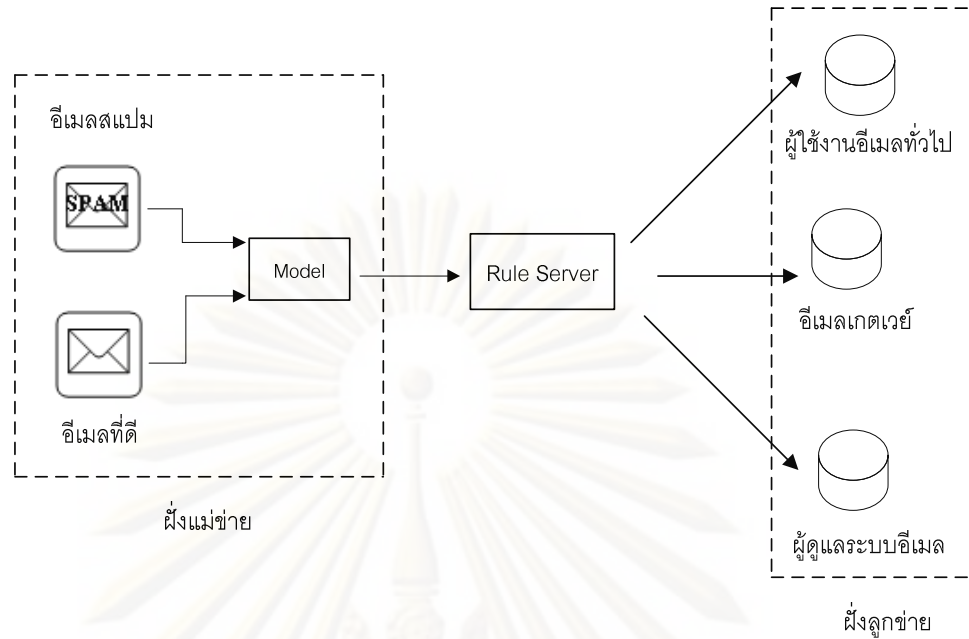 อีเมลสแปม
SPAM
Model
อีเมลที่ดี
ฝั่งแม่ข่าย
Rule Server
ผู้ใช้งานอีเมลทั่วไป
อีเมลเกตเวย์
ผู้ดูแลระบบอีเมล
ฝั่งลูกข่าย